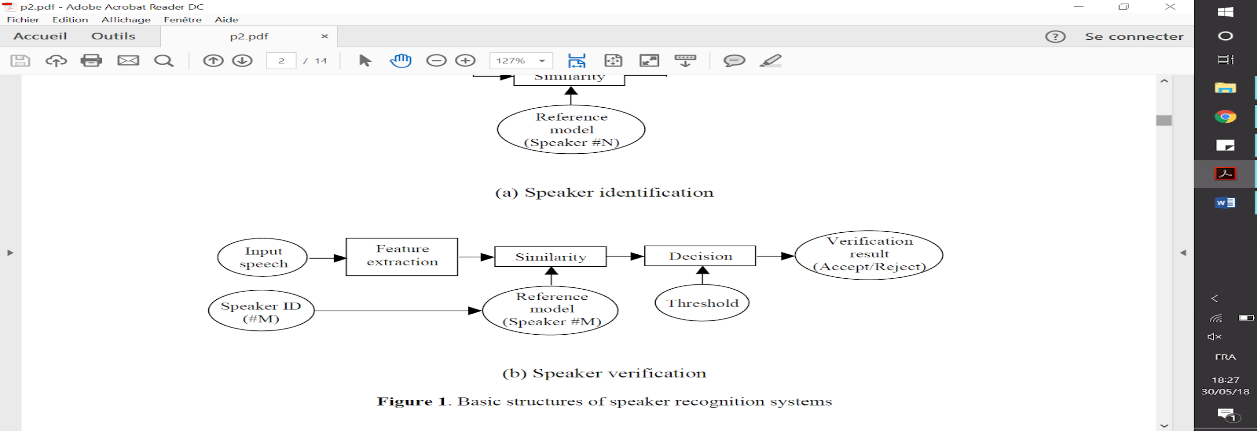 p2.pdf - Adobe Acrobat Reader DC
Fichier Edition Affichage Fenêtre Aide
Accueil Outils p2.pdf × ? Se connecter
2 / 14 127%
Similarity
Reference
model
(Speaker #N)
(a) Speaker identification
Input
speech
Feature
extraction
Similarity
Decision
Verification
result
(Accept/Reject)
Speaker ID
(#M)
Reference
model
(Speaker #M)
Threshold
(b) Speaker verification
Figure 1. Basic structures of speaker recognition systems
FRA
18:27
30/05/18
1